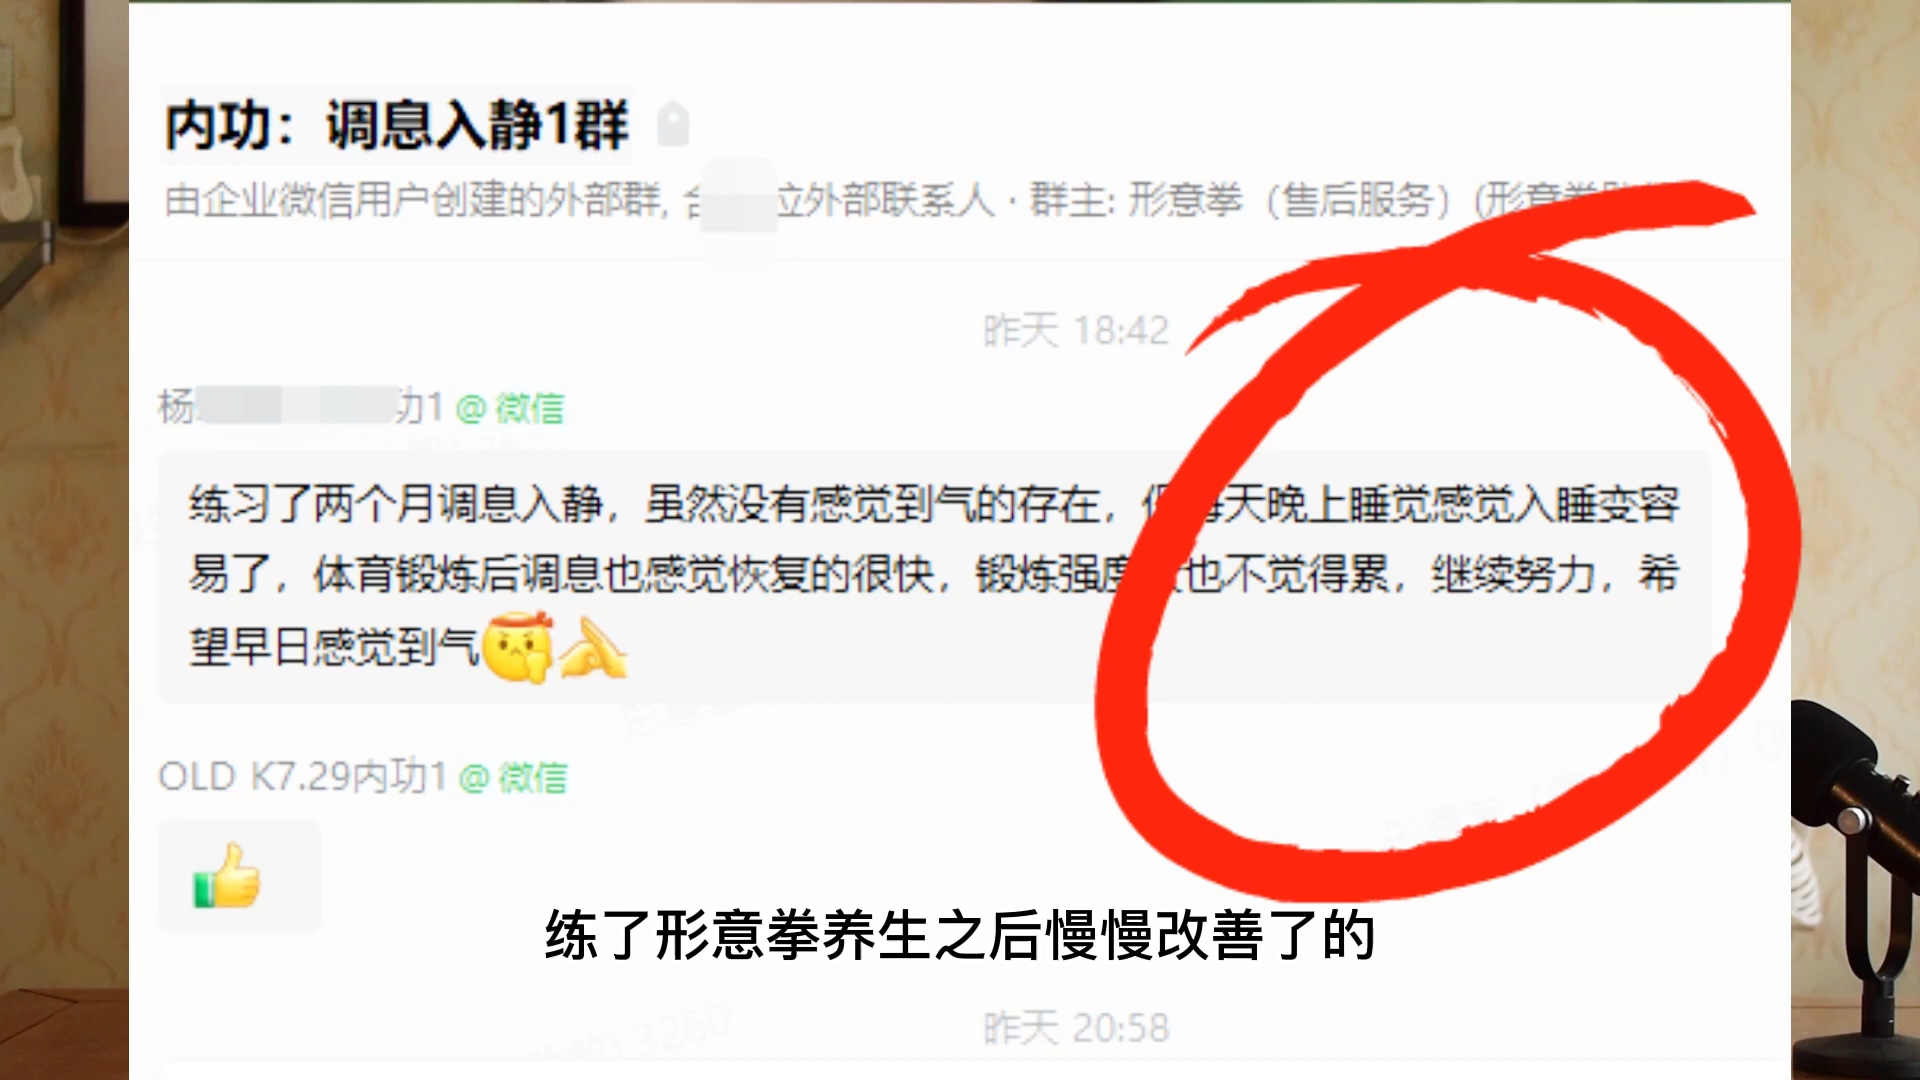 内功：调息入静1群
由企业微信用户创建的外部群, 位外部联系人 · 群主: 形意拳（售后服务）(形意拳
昨天 18:42
杨 功1 @微信
练习了两个月调息入静，虽然没有感觉到气的存在，但每天晚上睡觉感觉入睡变容
易了，体育锻炼后调息也感觉恢复的很快，锻炼强度 也不觉得累，继续努力，希
望早日感觉到气
OLD K7.29内功1 @微信
练了形意拳养生之后慢慢改善了的
昨天 20:58